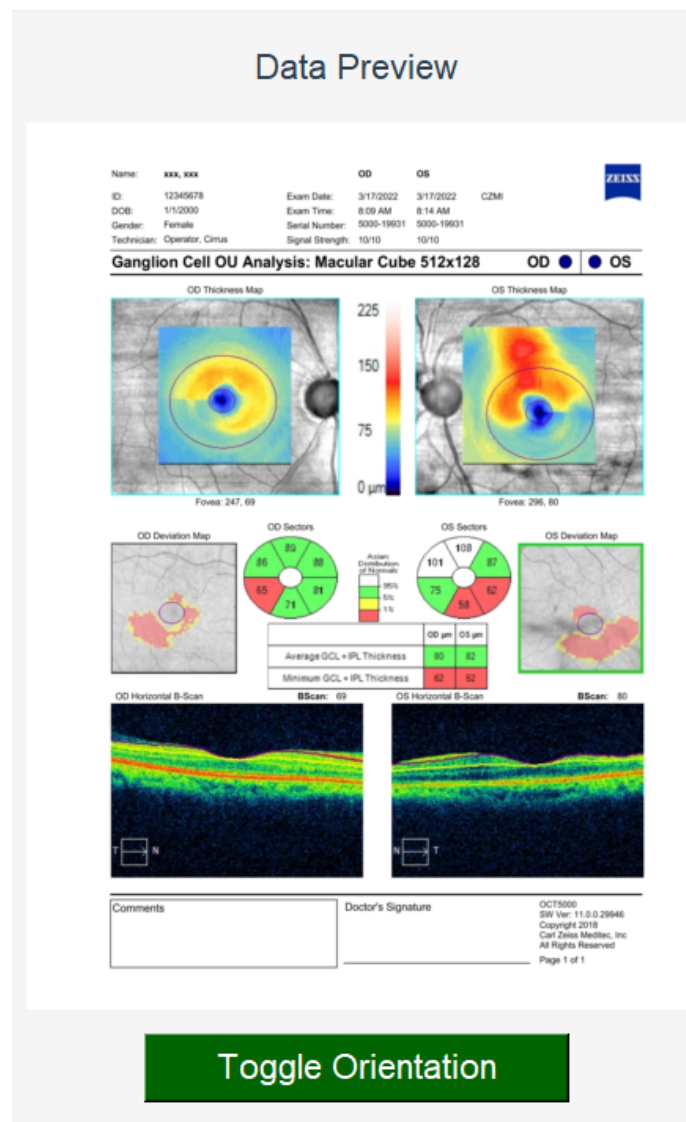 Data Preview
Name: xxx, xxx OD OS
ZEISS
ID: 12345678 Exam Date: 3/17/2022 3/17/2022 CZMI
DOB: 1/1/2000 Exam Time: 8:09 AM 8:14 AM
Gender: Female Serial Number: 5000-19931 5000-19931
Technician: Operator, Cirrus Signal Strength: 10/10 10/10
Ganglion Cell OU Analysis: Macular Cube 512x128 OD OS
OD Thickness Map OS Thickness Map
225
150
75
0 µm
Fovea: 247, 69 Fovea: 296, 80
OD Deviation Map OD Sectors OS Sectors OS Deviation Map
89 108
86 88 101 87
65 81 75 62
71 58
Asian:
Distribution
of Normals
95%
5%
1%
OD µm OS µm
Average GCL + IPL Thickness 80 82
Minimum GCL + IPL Thickness 62 52
OD Horizontal B-Scan BScan: 69 OS Horizontal B-Scan BScan: 80
T N N T
Comments Doctor's Signature
OCT5000
SW Ver: 11.0.0.29946
Copyright 2018
Carl Zeiss Meditec, Inc
All Rights Reserved
Page 1 of 1
Toggle Orientation